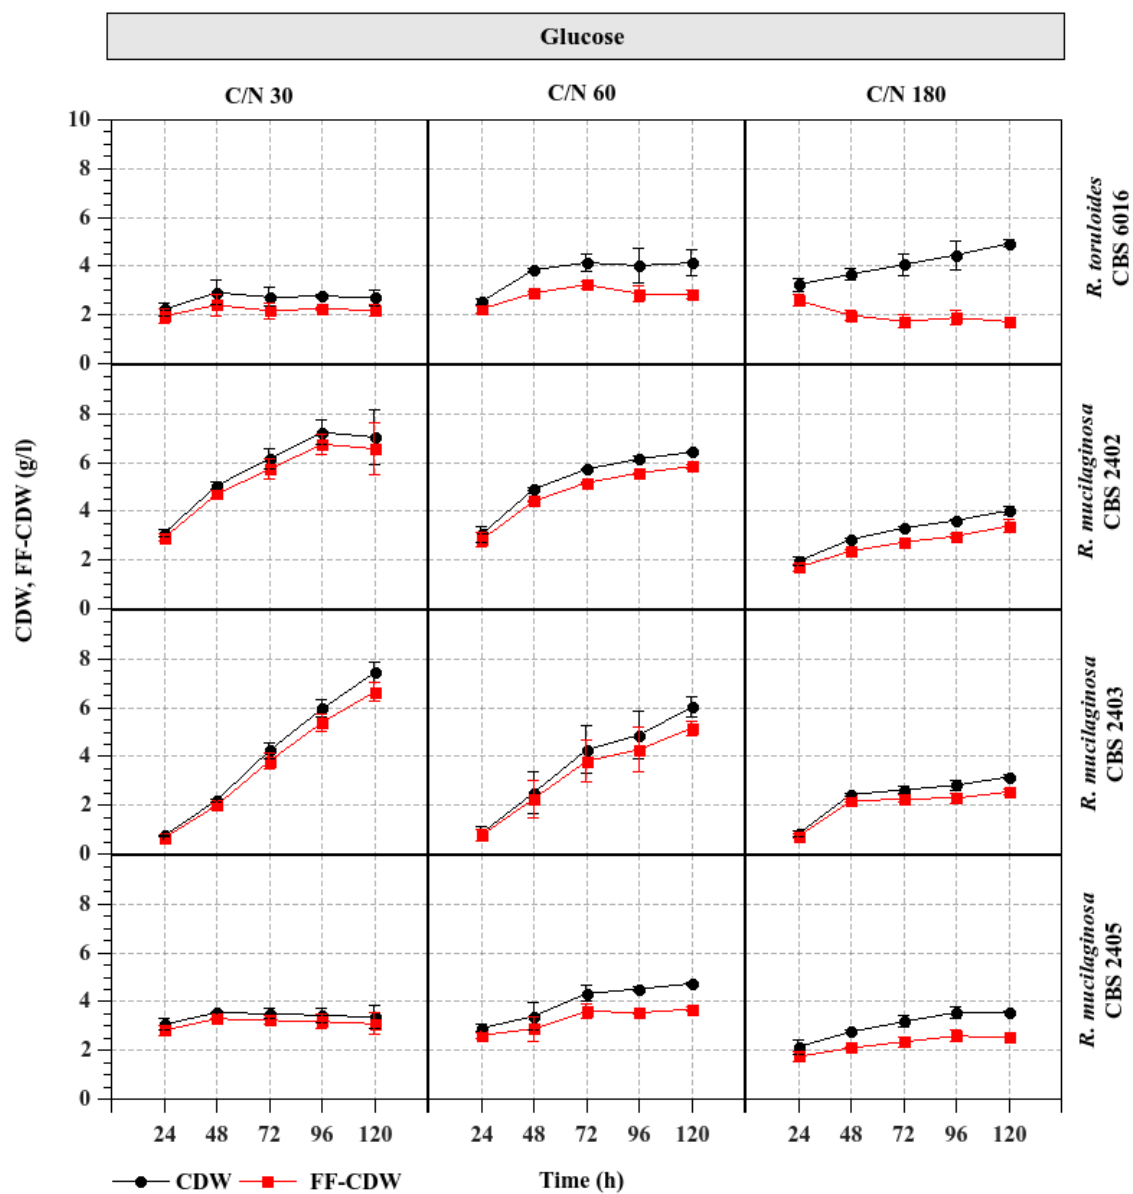 Glucose
C/N 30 C/N 60 C/N 180
10
8
6
4
2
0
R. toruloides
CBS 6016
8
6
4
2
0
R. mucilaginosa
CBS 2402
CDW, FF-CDW (g/l)
8
6
4
2
0
R. mucilaginosa
CBS 2403
8
6
4
2
0
R. mucilaginosa
CBS 2405
24 48 72 96 120 24 48 72 96 120 24 48 72 96 120
CDW FF-CDW Time (h)